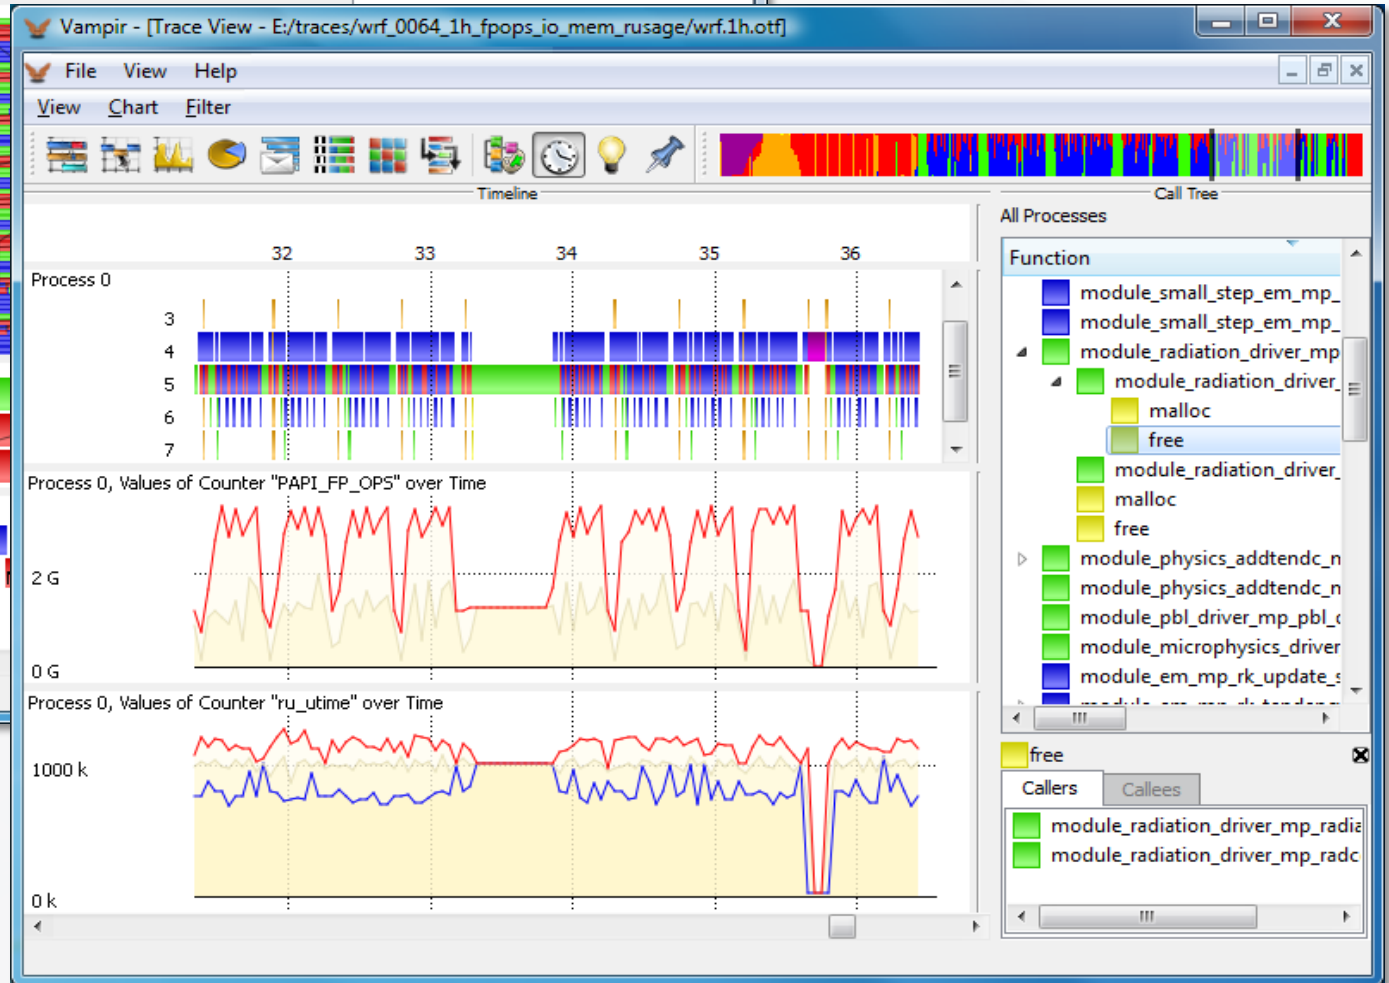 Vampir - [Trace View - E:/traces/wrf_0064_1h_fpops_io_mem_rusage/wrf.1h.otf]
File View Help
View Chart Filter
Timeline
32 33 34 35 36
Process 0
3
4
5
6
7
Process 0, Values of Counter "PAPI_FP_OPS" over Time
2 G
0 G
Process 0, Values of Counter "ru_utime" over Time
1000 k
0 k
Call Tree
All Processes
Function
module_small_step_em_mp_
module_small_step_em_mp_
module_radiation_driver_mp
module_radiation_driver_
malloc
free
module_radiation_driver_
malloc
free
module_physics_addtendc_n
module_physics_addtendc_n
module_pbl_driver_mp_pbl_c
module_microphysics_driver
module_em_mp_rk_update_s
free
Callers Callees
module_radiation_driver_mp_radia
module_radiation_driver_mp_radc